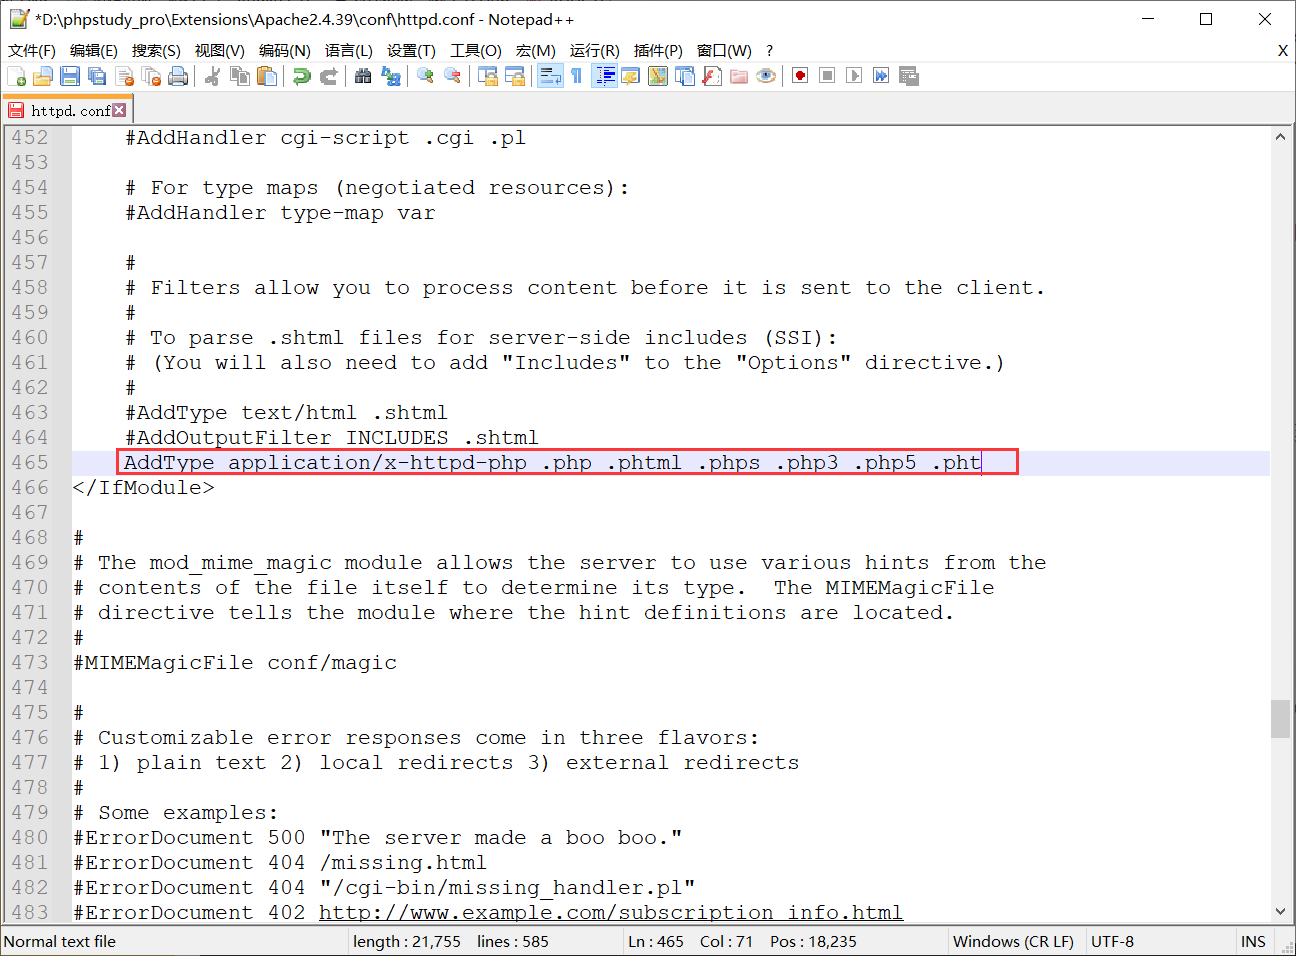 *D:\phpstudy_pro\Extensions\Apache2.4.39\conf\httpd.conf - Notepad++
文件(F) 编辑(E) 搜索(S) 视图(V) 编码(N) 语言(L) 设置(T) 工具(O) 宏(M) 运行(R) 插件(P) 窗口(W) ? X
httpd.conf
452 #AddHandler cgi-script .cgi .pl
453
454 # For type maps (negotiated resources):
455 #AddHandler type-map var
456
457 #
458 # Filters allow you to process content before it is sent to the client.
459 #
460 # To parse .shtml files for server-side includes (SSI):
461 # (You will also need to add "Includes" to the "Options" directive.)
462 #
463 #AddType text/html .shtml
464 #AddOutputFilter INCLUDES .shtml
465 AddType application/x-httpd-php .php .phtml .phps .php3 .php5 .pht
466 </IfModule>
467
468 #
469 # The mod_mime_magic module allows the server to use various hints from the
470 # contents of the file itself to determine its type.  The MIMEMagicFile
471 # directive tells the module where the hint definitions are located.
472 #
473 #MIMEMagicFile conf/magic
474
475 #
476 # Customizable error responses come in three flavors:
477 # 1) plain text 2) local redirects 3) external redirects
478 #
479 # Some examples:
480 #ErrorDocument 500 "The server made a boo boo."
481 #ErrorDocument 404 /missing.html
482 #ErrorDocument 404 "/cgi-bin/missing_handler.pl"
483 #ErrorDocument 402 http://www.example.com/subscription_info.html
Normal text file length : 21,755 lines : 585 Ln : 465 Col : 71 Pos : 18,235 Windows (CR LF) UTF-8 INS